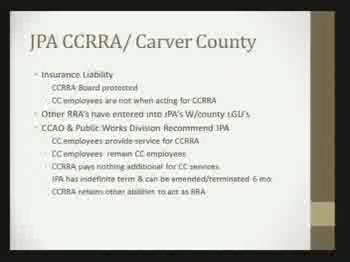 JPA CCRRA/ Carver County
Insurance Liability
CCRRA Board protected
CC employees are not when acting for CCRRA
Other RRA's have entered into JPA's w/county LGU's
CCAO & Public Works Division Recommend JPA
CC employees provide service for CCRRA
CC employees remain CC employees
CCRRA pays nothing additional for CC services
JPA has indefinite term & can be amended/terminated 6 mo
CCRRA retains other abilities to act as RRA